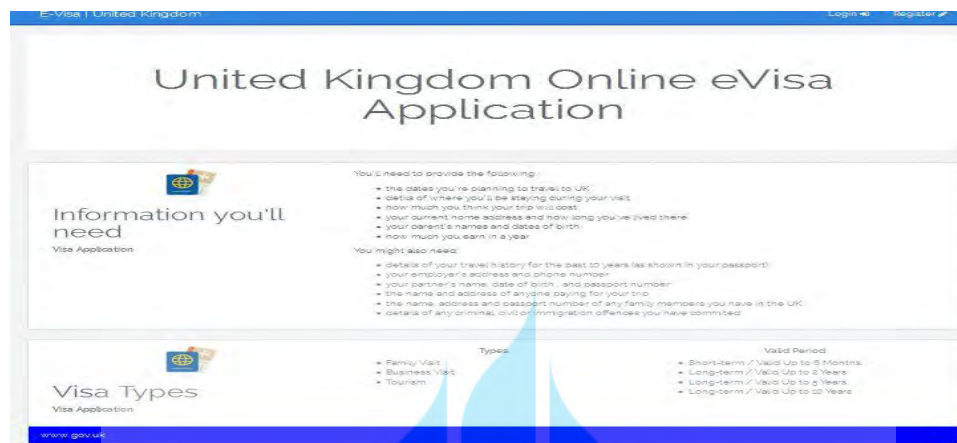 E-Visa | United Kingdom
Login
Register
United Kingdom Online eVisa
Application
Information you'll
need
Visa Application
You'll need to provide the following:
the dates you're planning to travel to UK
detils of where you'll be staying during your visit
how much you think your trip will cost
your current home address and how long you've lived there
your parent's names and dates of birth
how much you earn in a year
You might also need:
details of your travel history for the past 10 years (as shown in your passport)
your employer's address and phone number
your partner's name, date of birth, and passport number
the name and address of anyone paying for your trip
the name, address and passport number of any family members you have in the UK
details of any criminal, civil or immigration offences you have commited
Visa Types
Visa Application
Types
Family Visit
Business Visit
Tourism
Valid Period
Short-term / Valid Up to 6 Months
Long-term / Valid Up to 2 Years
Long-term / Valid Up to 5 Years
Long-term / Valid Up to 10 Years
www.gov.uk